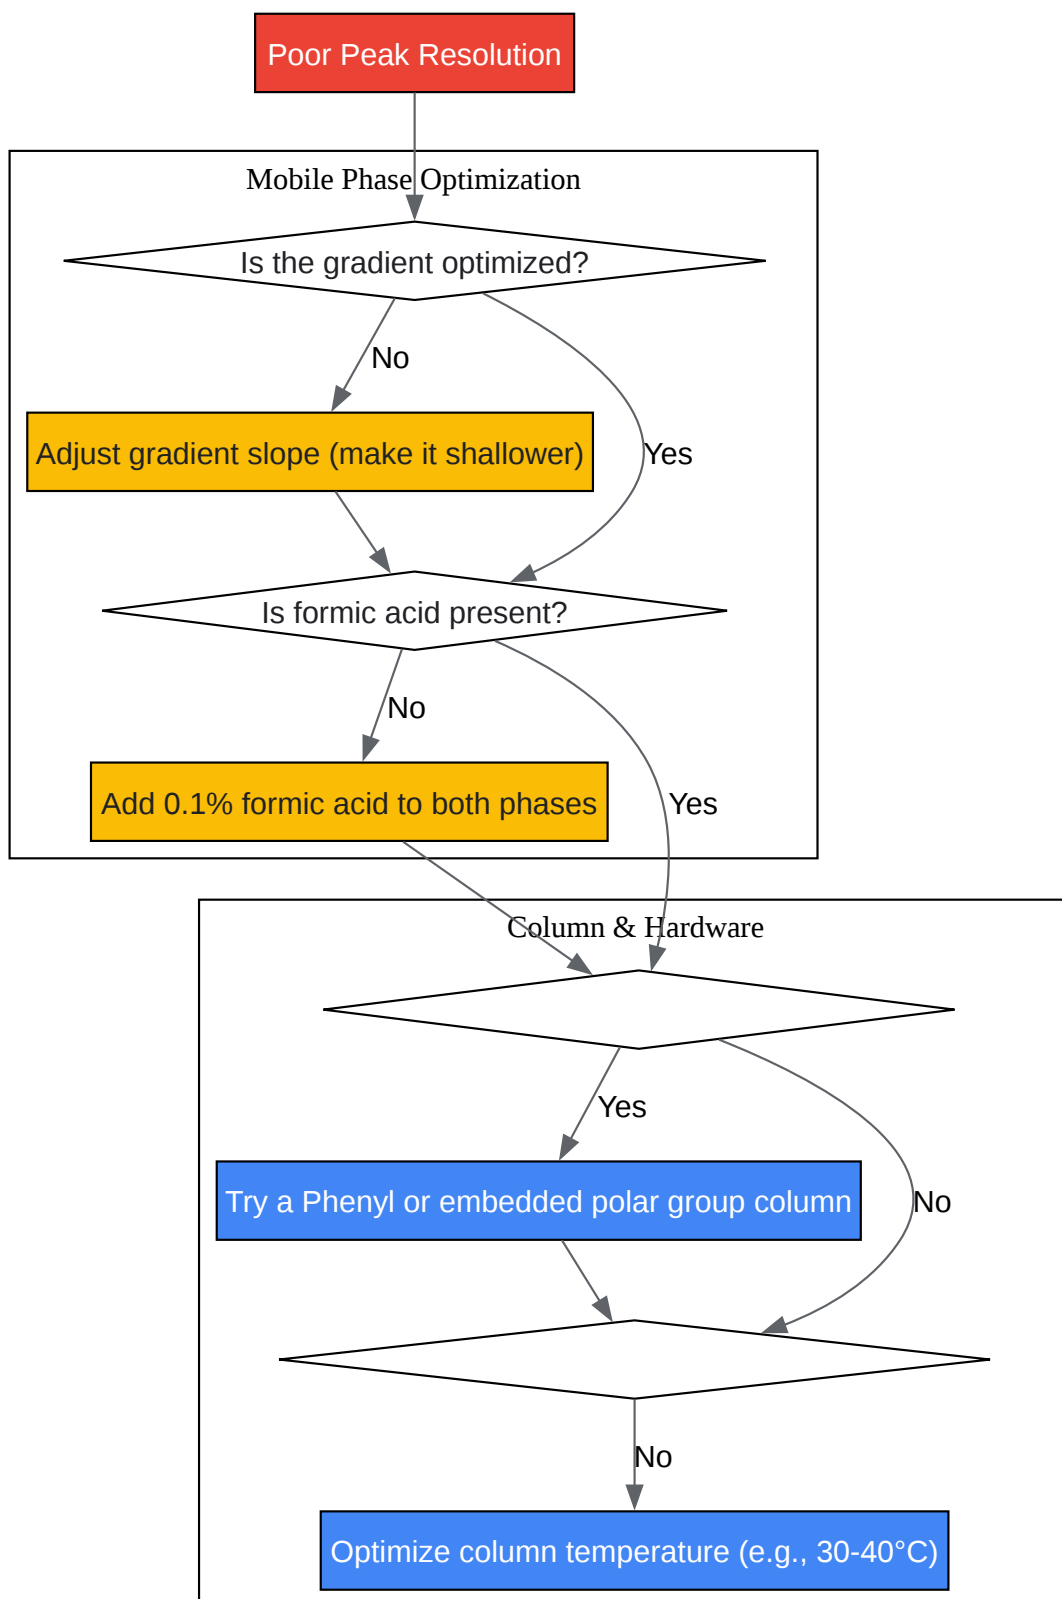 Poor Peak Resolution
Mobile Phase Optimization
Is the gradient optimized?
No
Adjust gradient slope (make it shallower)
Yes
Is formic acid present?
No
Add 0.1% formic acid to both phases
Yes
Column & Hardware
Yes
Try a Phenyl or embedded polar group column
No
No
Optimize column temperature (e.g., 30-40°C)